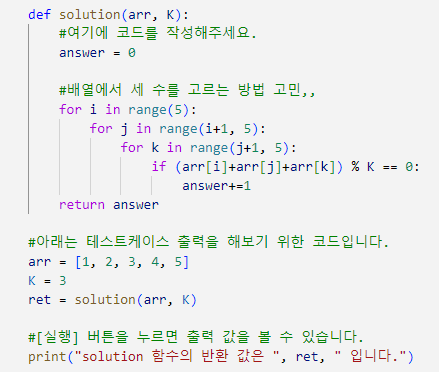 def solution(arr, K):
    #여기에 코드를 작성해주세요.
    answer = 0

    #배열에서 세 수를 고르는 방법 고민,,
    for i in range(5):
        for j in range(i+1, 5):
            for k in range(j+1, 5):
                if (arr[i]+arr[j]+arr[k]) % K == 0:
                    answer+=1
    return answer

#아래는 테스트케이스 출력을 해보기 위한 코드입니다.
arr = [1, 2, 3, 4, 5]
K = 3
ret = solution(arr, K)

#[실행] 버튼을 누르면 출력 값을 볼 수 있습니다.
print("solution 함수의 반환 값은 ", ret, " 입니다.")